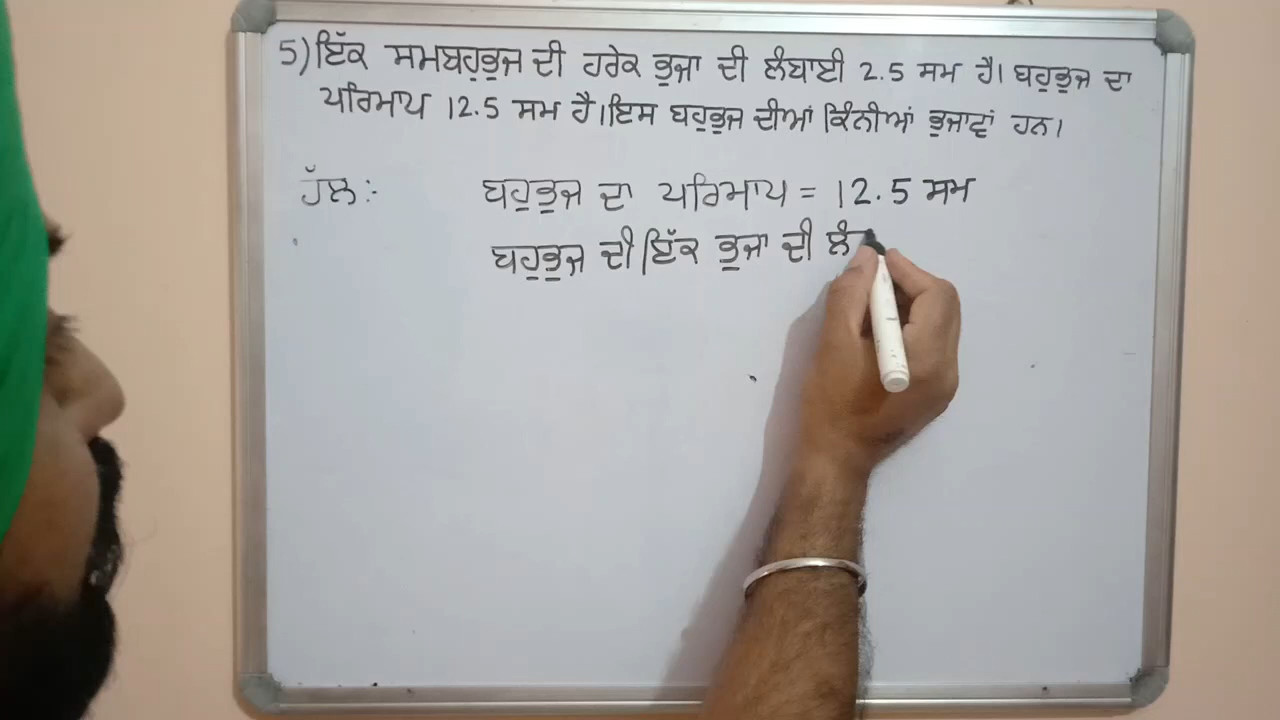 5) ਇੱਕ ਸਮਬਹੁਭੁਜ ਦੀ ਹਰੇਕ ਭੁਜਾ ਦੀ ਲੰਬਾਈ 2.5 ਸਮ ਹੈ। ਬਹੁਭੁਜ ਦਾ
ਪਰਿਮਾਪ 12.5 ਸਮ ਹੈ। ਇਸ ਬਹੁਭੁਜ ਦੀਆਂ ਕਿੰਨੀਆਂ ਭੁਜਾਵਾਂ ਹਨ।
ਹੱਲ:- ਬਹੁਭੁਜ ਦਾ ਪਰਿਮਾਪ = 12.5 ਸਮ
ਬਹੁਭੁਜ ਦੀ ਇੱਕ ਭੁਜਾ ਦੀ